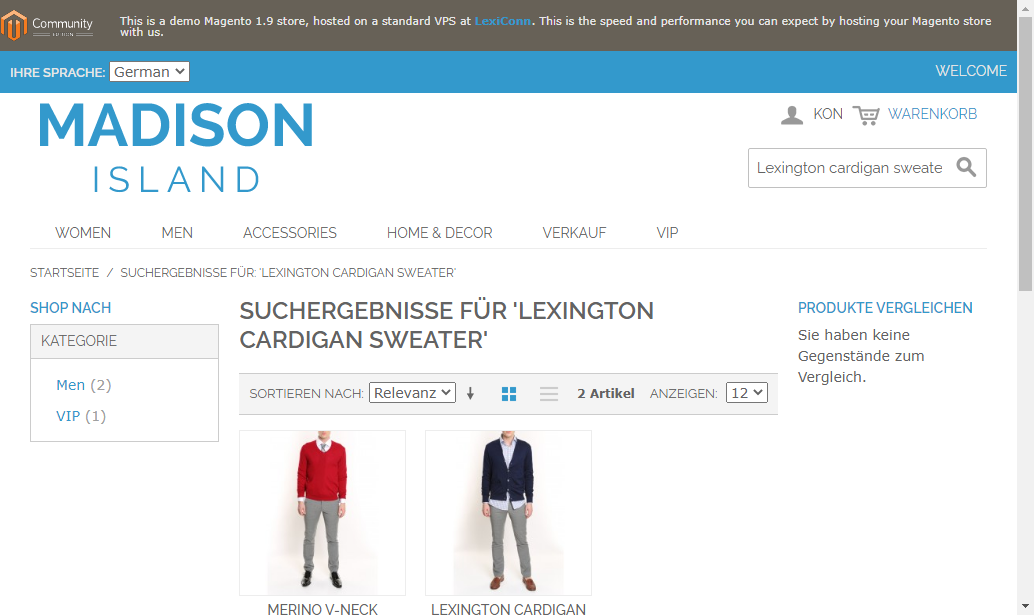 Community
EDITION
This is a demo Magento 1.9 store, hosted on a standard VPS at LexiConn. This is the speed and performance you can expect by hosting your Magento store
with us.
IHRE SPRACHE: German
WELCOME
MADISON
ISLAND
KON
WARENKORB
Lexington cardigan sweate
WOMEN
MEN
ACCESSORIES
HOME & DECOR
VERKAUF
VIP
STARTSEITE / SUCHERGEBNISSE FÜR: 'LEXINGTON CARDIGAN SWEATER'
SHOP NACH
KATEGORIE
Men (2)
VIP (1)
SUCHERGEBNISSE FÜR 'LEXINGTON
CARDIGAN SWEATER'
SORTIEREN NACH: Relevanz
2 Artikel
ANZEIGEN: 12
MERINO V-NECK
LEXINGTON CARDIGAN
PRODUKTE VERGLEICHEN
Sie haben keine
Gegenstände zum
Vergleich.